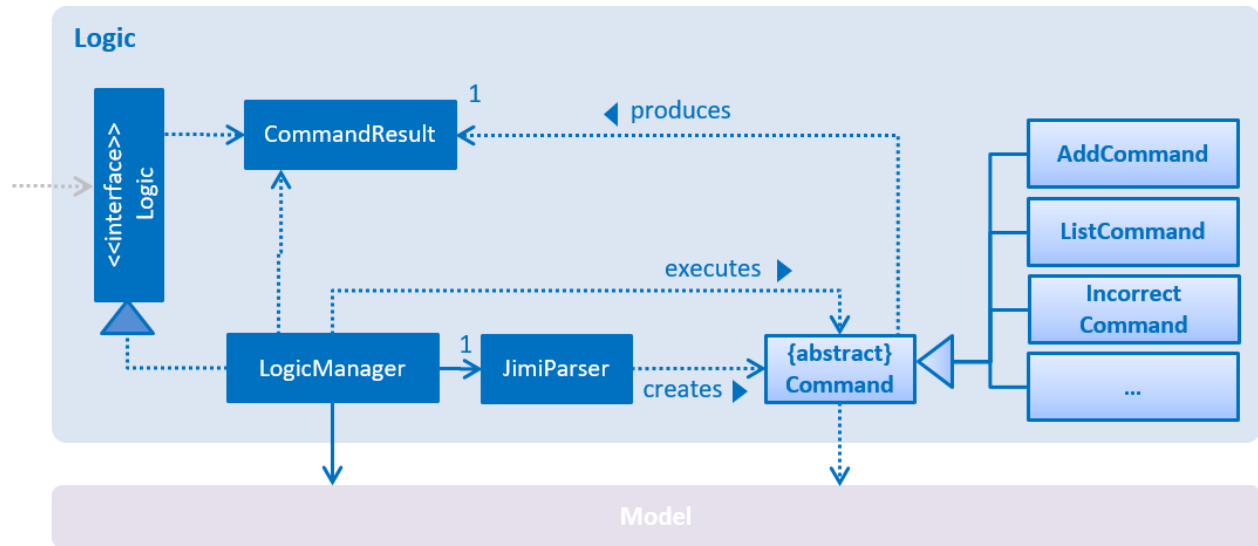 Logic
<<interface>>
Logic
CommandResult
1
produces
AddCommand
ListCommand
executes
Incorrect
Command
LogicManager
1
JimiParser
creates
{abstract}
Command
...
Model